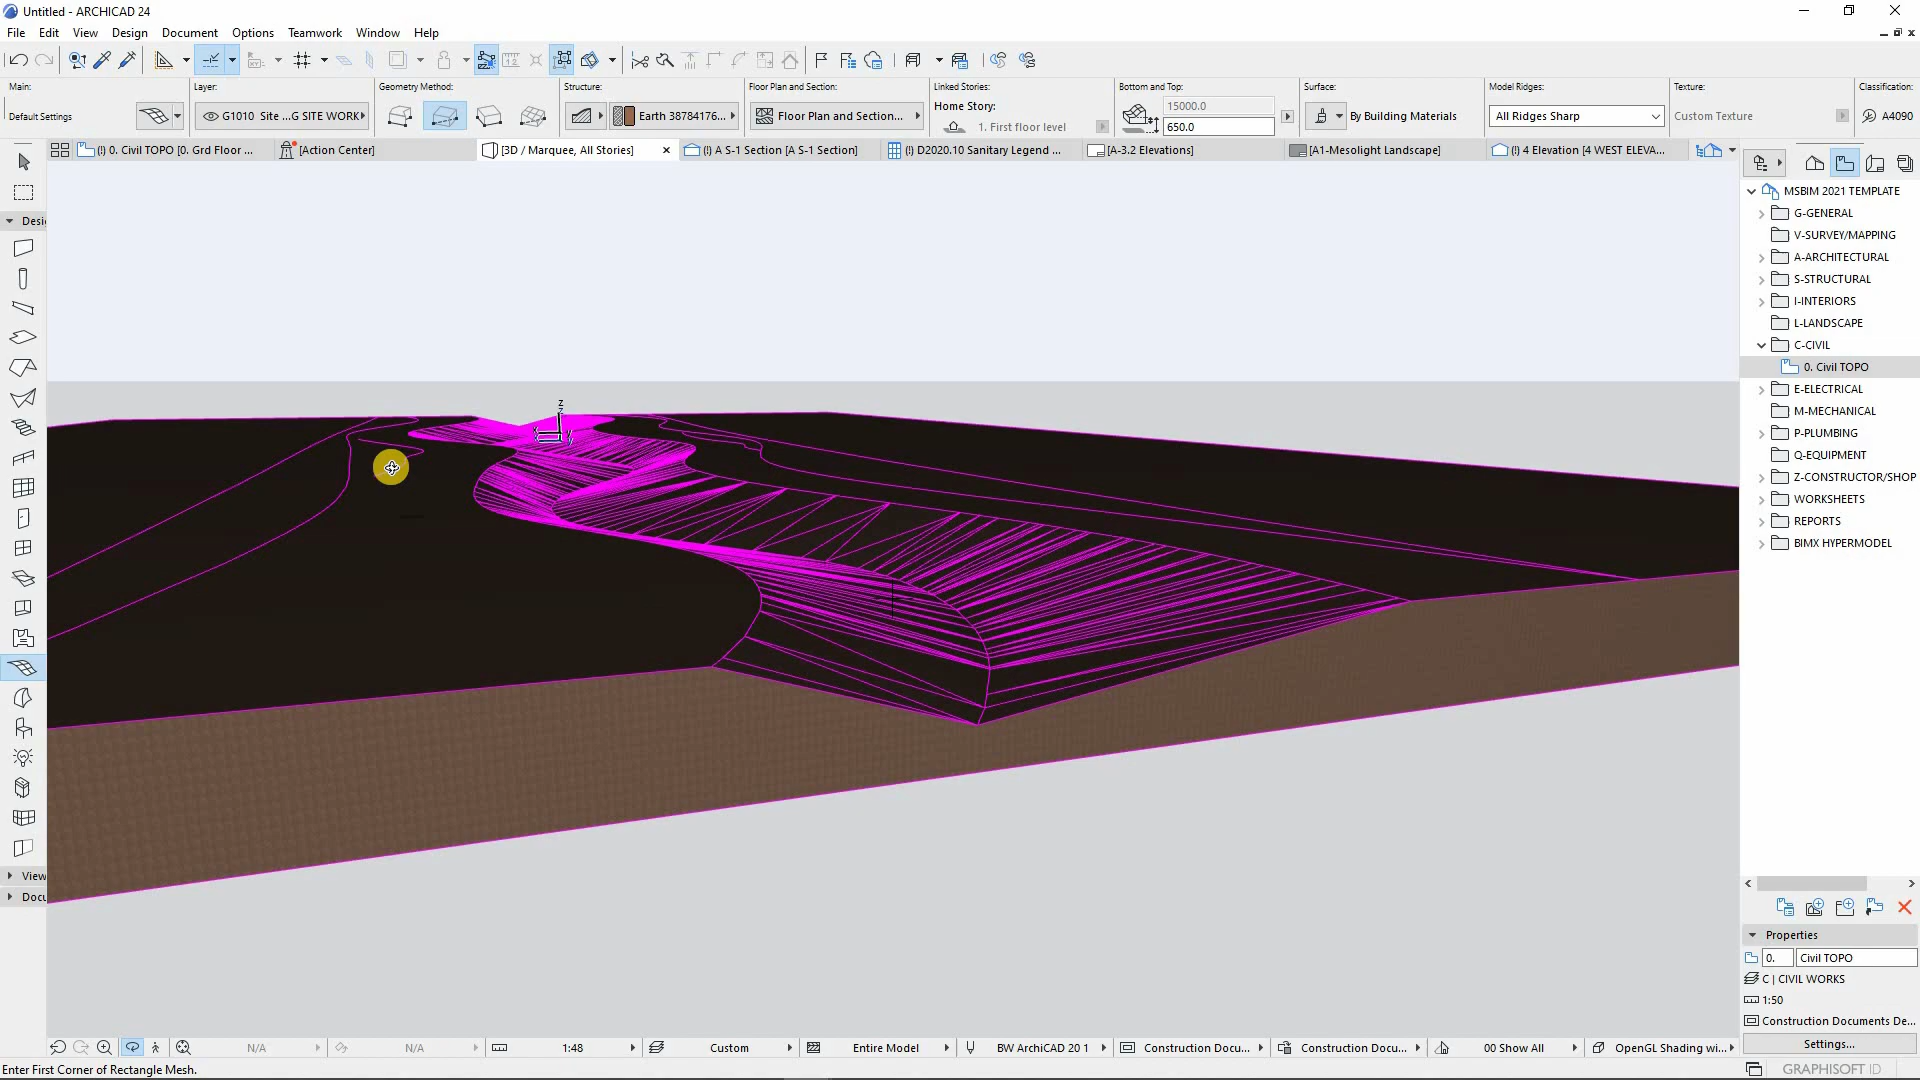 Untitled - ARCHICAD 24
File Edit View Design Document Options Teamwork Window Help
Main: Layer: Geometry Method: Structure: Floor Plan and Section: Linked Stories: Bottom and Top: Surface: Model Ridges: Texture: Classification:
Default Settings G1010 Site ...G SITE WORK Earth 38784176... Floor Plan and Section... Home Story: 15000.0 By Building Materials All Ridges Sharp Custom Texture A4090
1. First floor level 650.0
(!) 0. Civil TOPO [0. Grd Floor ... [Action Center] [3D / Marquee, All Stories] (!) A S-1 Section [A S-1 Section] (!) D2020.10 Sanitary Legend ... [A-3.2 Elevations] [A1-Mesolight Landscape] (!) 4 Elevation [4 WEST ELEVA...
MSBIM 2021 TEMPLATE
G-GENERAL
V-SURVEY/MAPPING
A-ARCHITECTURAL
S-STRUCTURAL
I-INTERIORS
L-LANDSCAPE
C-CIVIL
0. Civil TOPO
E-ELECTRICAL
M-MECHANICAL
P-PLUMBING
Q-EQUIPMENT
Z-CONSTRUCTOR/SHOP
WORKSHEETS
REPORTS
BIMX HYPERMODEL
Desi
View
Docu
z
Properties
0. Civil TOPO
C | CIVIL WORKS
1:50
Construction Documents De...
Settings...
N/A N/A 1:48 Custom Entire Model BW ArchiCAD 20 1 Construction Docu... Construction Docu... 00 Show All OpenGL Shading wi...
Enter First Corner of Rectangle Mesh.
GRAPHISOFT ID